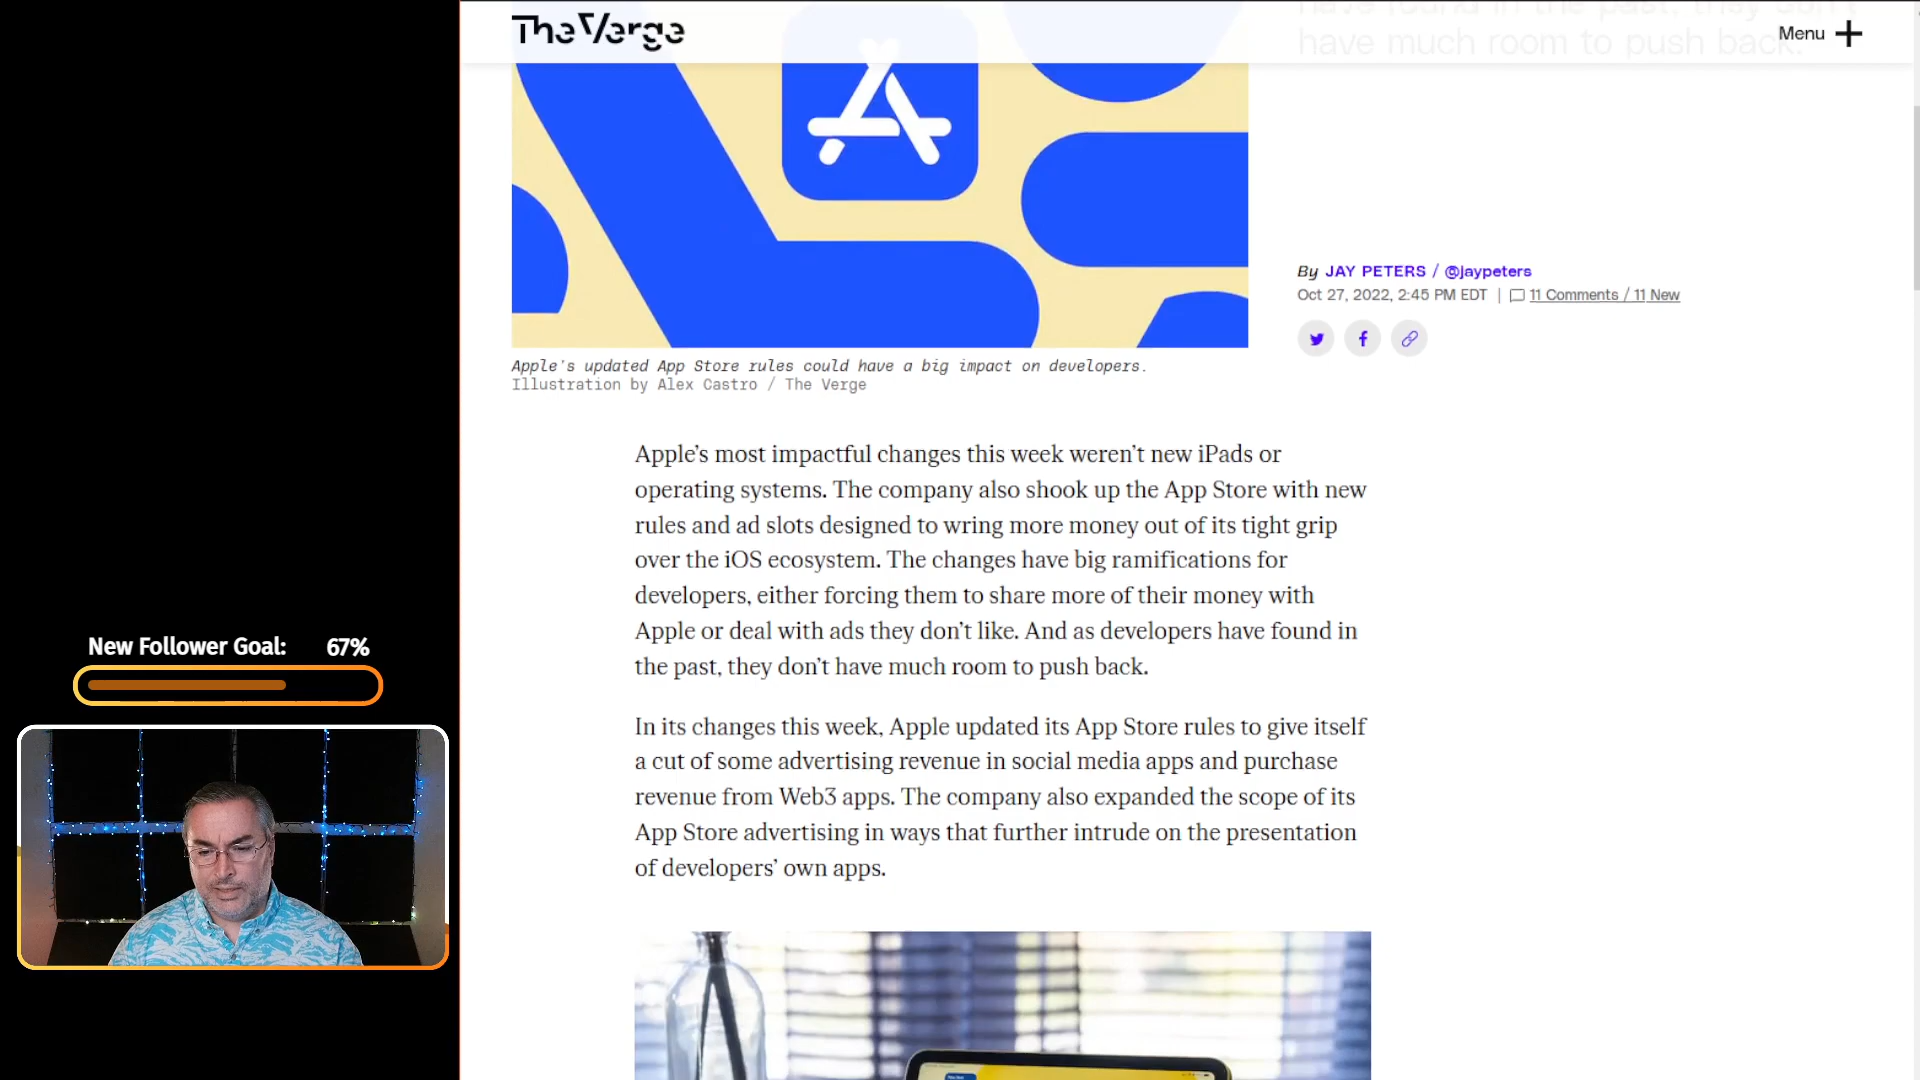 The Verge
have found in the past, they don't
have much room to push back.
Menu
By JAY PETERS / @jaypeters
Oct 27, 2022, 2:45 PM EDT | 11 Comments / 11 New
Apple's updated App Store rules could have a big impact on developers.
Illustration by Alex Castro / The Verge
Apple’s most impactful changes this week weren’t new iPads or
operating systems. The company also shook up the App Store with new
rules and ad slots designed to wring more money out of its tight grip
over the iOS ecosystem. The changes have big ramifications for
developers, either forcing them to share more of their money with
Apple or deal with ads they don’t like. And as developers have found in
the past, they don’t have much room to push back.
In its changes this week, Apple updated its App Store rules to give itself
a cut of some advertising revenue in social media apps and purchase
revenue from Web3 apps. The company also expanded the scope of its
App Store advertising in ways that further intrude on the presentation
of developers’ own apps.
New Follower Goal: 67%